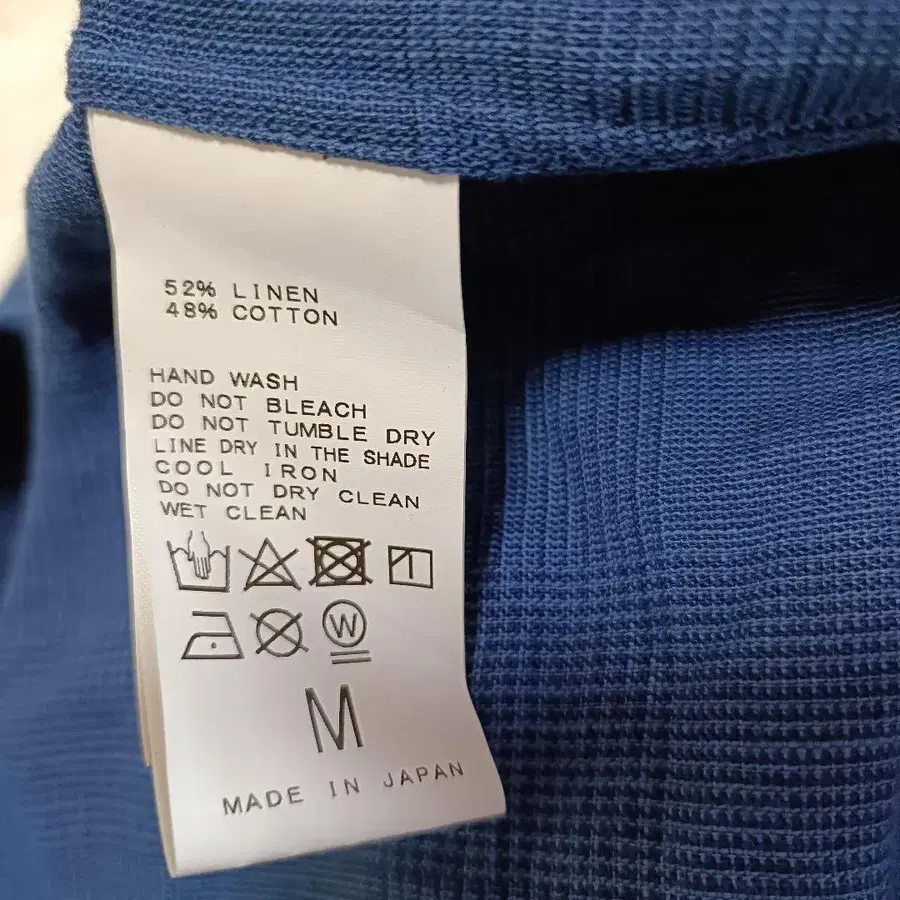 52% LINEN
48% COTTON
HAND WASH
DO NOT BLEACH
DO NOT TUMBLE DRY
LINE DRY IN THE SHADE
COOL IRON
DO NOT DRY CLEAN
WET CLEAN
W
M
MADE IN JAPAN